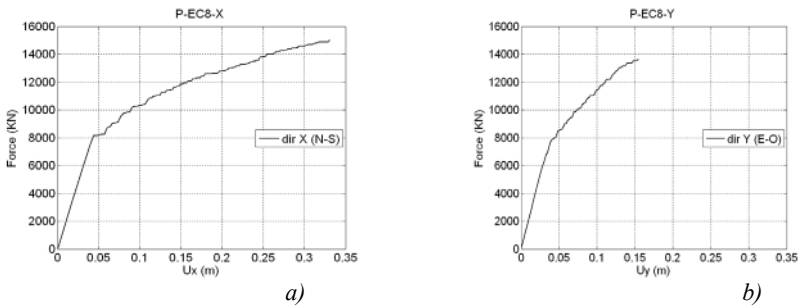 P-EC8-X
16000
14000
12000
10000
8000
6000
4000
2000
0
Force (KN)
dir X (N-S)
0 0.05 0.1 0.15 0.2 0.25 0.3 0.35
Ux (m)
a)
P-EC8-Y
16000
14000
12000
10000
8000
6000
4000
2000
0
Force (KN)
dir Y (E-O)
0 0.05 0.1 0.15 0.2 0.25 0.3 0.35
Uy (m)
b)